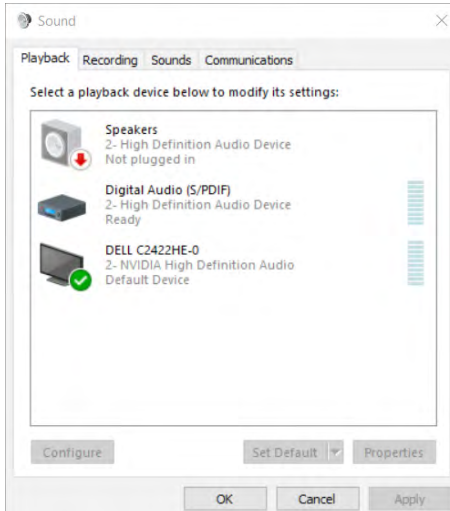 Sound
Playback Recording Sounds Communications
Select a playback device below to modify its settings:
Speakers
2- High Definition Audio Device
Not plugged in
Digital Audio (S/PDIF)
2- High Definition Audio Device
Ready
DELL C2422HE-0
2- NVIDIA High Definition Audio
Default Device
Configure Set Default Properties
OK Cancel Apply